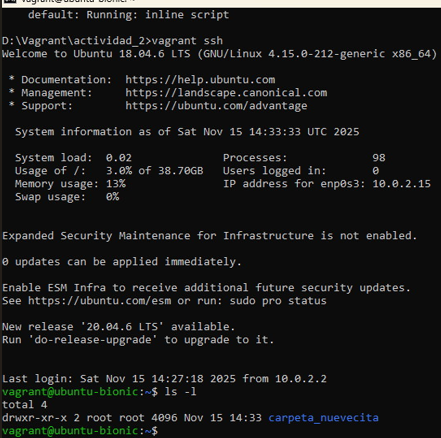 vagrant@ubuntu-bionic: ~
default: Running: inline script
D:\Vagrant\actividad_2>vagrant ssh
Welcome to Ubuntu 18.04.6 LTS (GNU/Linux 4.15.0-212-generic x86_64)
* Documentation:  https://help.ubuntu.com
* Management:     https://landscape.canonical.com
* Support:        https://ubuntu.com/advantage
System information as of Sat Nov 15 14:33:33 UTC 2025
System load:  0.02               Processes:             98
Usage of /:   3.0% of 38.70GB   Users logged in:       0
Memory usage: 13%                IP address for enp0s3: 10.0.2.15
Swap usage:   0%
Expanded Security Maintenance for Infrastructure is not enabled.
0 updates can be applied immediately.
Enable ESM Infra to receive additional future security updates.
See https://ubuntu.com/esm or run: sudo pro status
New release '20.04.6 LTS' available.
Run 'do-release-upgrade' to upgrade to it.
Last login: Sat Nov 15 14:27:18 2025 from 10.0.2.2
vagrant@ubuntu-bionic:~$ ls -l
total 4
drwxr-xr-x 2 root root 4096 Nov 15 14:33 carpeta_nuevecita
vagrant@ubuntu-bionic:~$